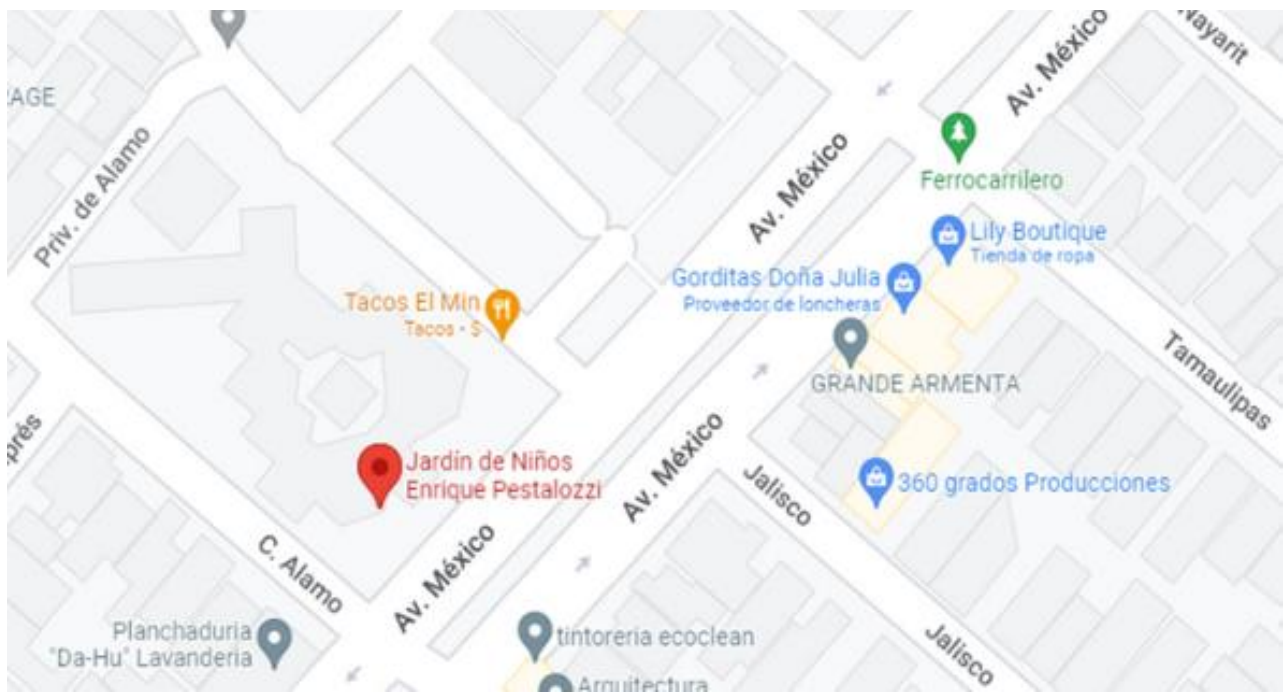 Nayarit
AGE
Av. México
Priv. de Alamo
Av. México
Ferrocarrilero
Lily Boutique
Tienda de ropa
Gorditas Doña Julia
Proveedor de loncheras
Tacos El Min
Tacos · $
GRANDE ARMENTA
Tamaulipas
prés
Jardín de Niños
Enrique Pestalozzi
Av. México
Jalisco
360 grados Producciones
C. Alamo
Av. México
Planchaduria
"Da-Hu" Lavanderia
tintoreria ecoclean
Jalisco
Arquitectura